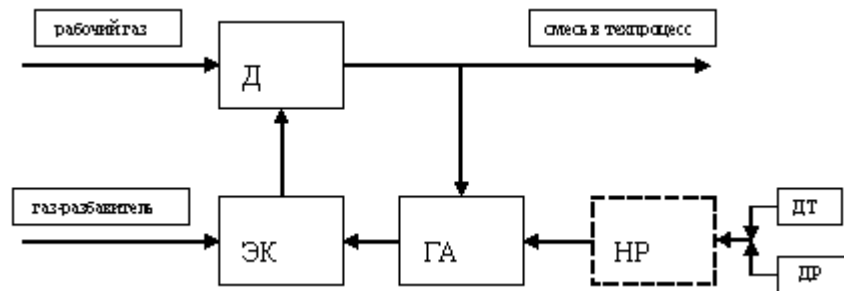 рабочий газ
смесь в техпроцесс
Д
газ-разбавитель
ДТ
ЭК
ГА
НР
ДР